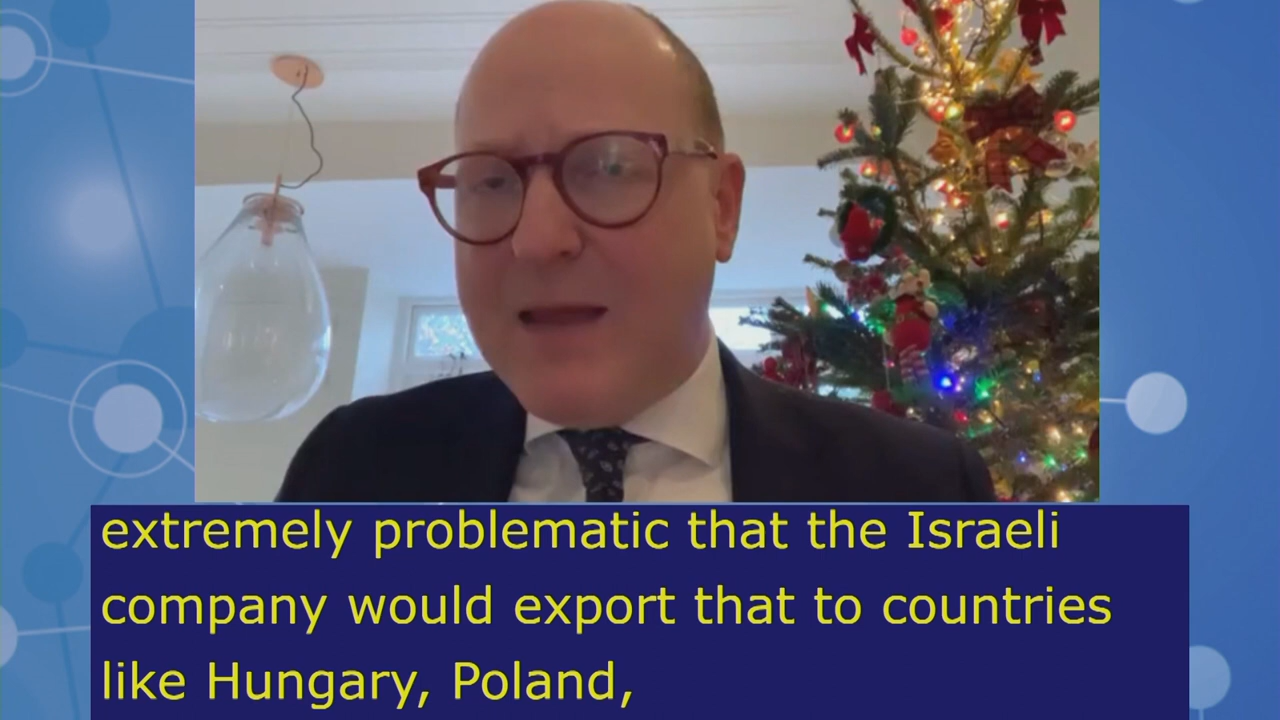 extremely problematic that the Israeli
company would export that to countries
like Hungary, Poland,